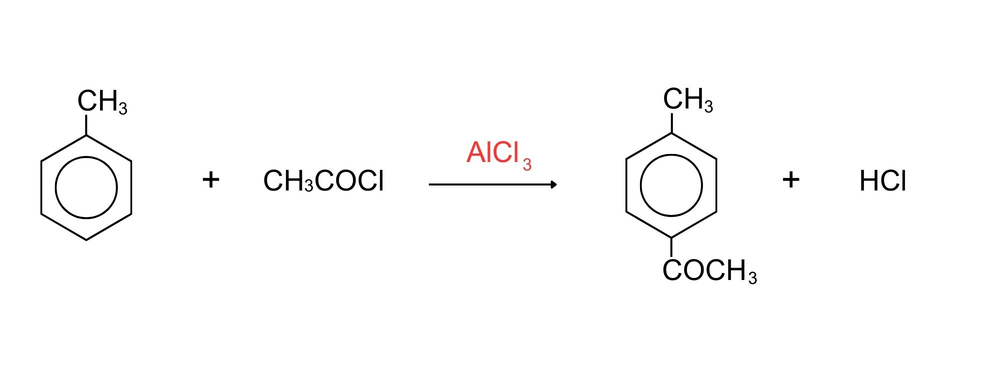 CH₃ CH₃
AlCl₃
+ CH₃COCl + HCl
COCH₃